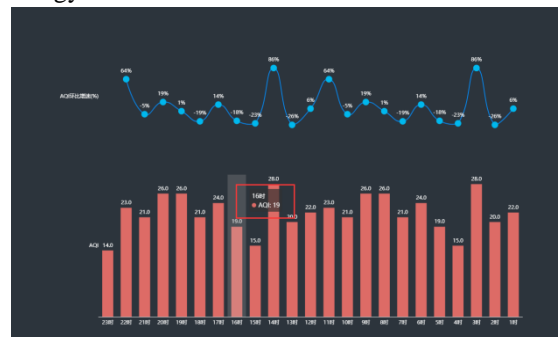 86% 86%
64% 64%
19% 14% 19% 14%
AQI环比增速(%) -5% 1% -19% -18% -23% -26% 6% -5% 1% -19% -18% -23% -26% 6%
16时
AQI: 19
28.0 28.0
26.0 26.0 26.0 26.0
23.0 21.0 21.0 24.0 19.0 15.0 20.0 22.0 23.0 21.0 21.0 24.0 19.0 15.0 20.0 22.0
AQI 14.0
23时 22时 21时 20时 19时 18时 17时 16时 15时 14时 13时 12时 11时 10时 9时 8时 7时 6时 5时 4时 3时 2时 1时